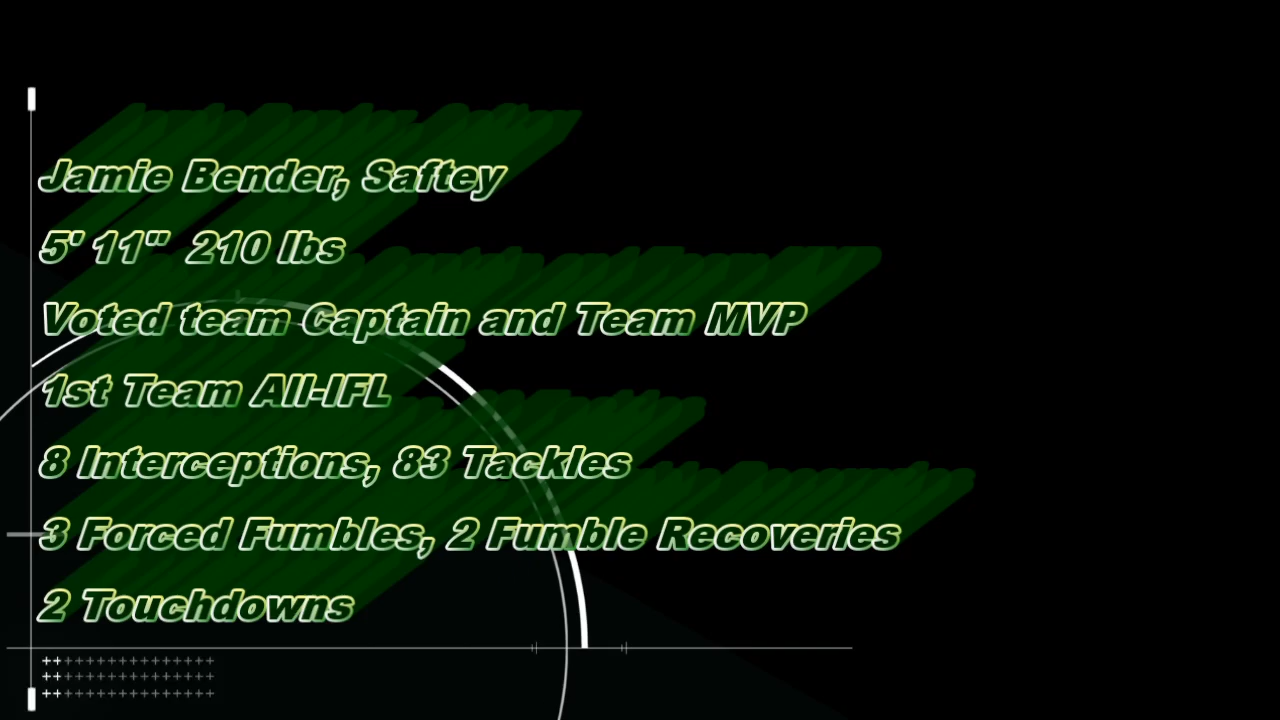 Jamie Bender, Saftey
5' 11" 210 lbs
Voted team Captain and Team MVP
1st Team All-IFL
8 Interceptions, 83 Tackles
3 Forced Fumbles, 2 Fumble Recoveries
2 Touchdowns